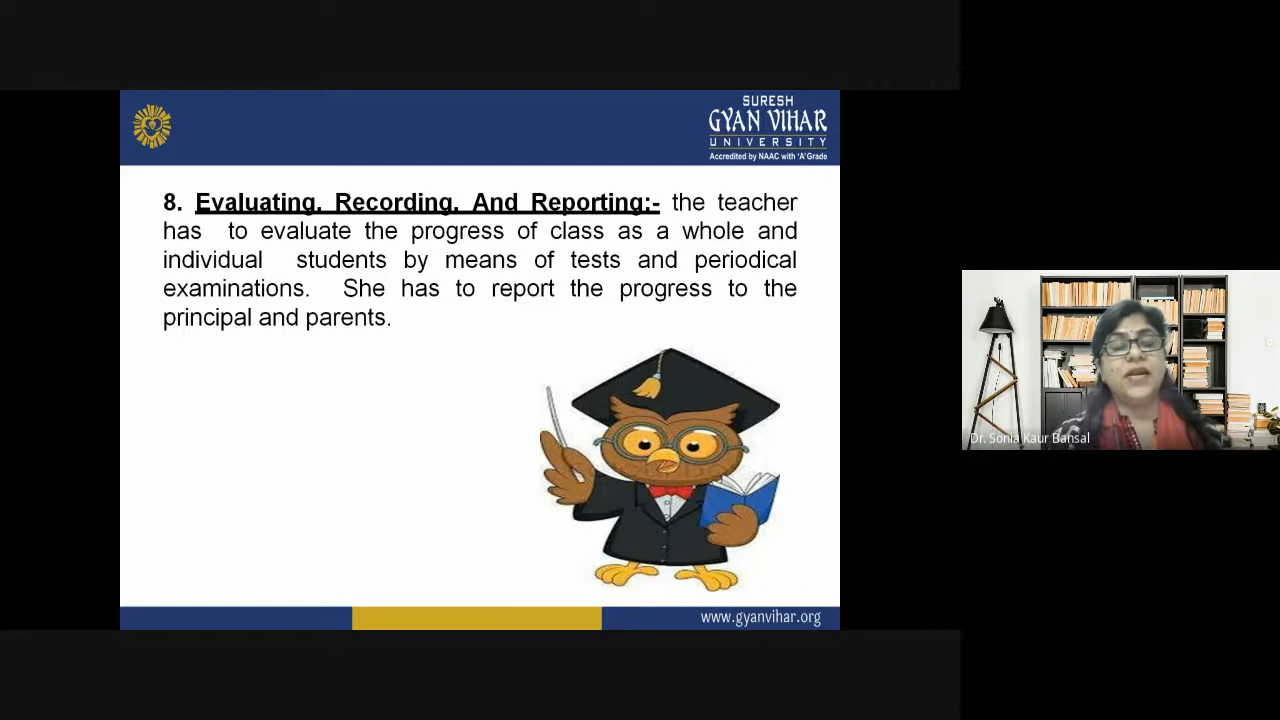 SURESH
GYAN VIHAR
UNIVERSITY
Accredited by NAAC with 'A' Grade
8. Evaluating, Recording, And Reporting:- the teacher
has to evaluate the progress of class as a whole and
individual students by means of tests and periodical
examinations. She has to report the progress to the
principal and parents.
Dr. Sonia Kaur Bansal
www.gyanvihar.org